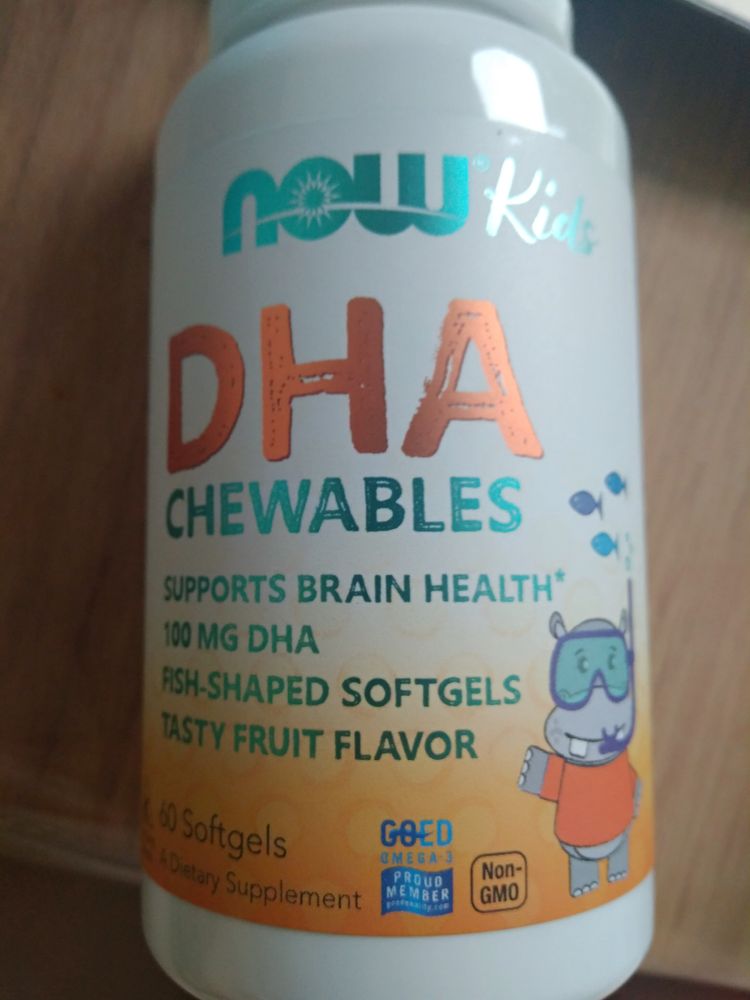 NOW® Kids
DHA
CHEWABLES
SUPPORTS BRAIN HEALTH*
100 MG DHA
FISH-SHAPED SOFTGELS
TASTY FRUIT FLAVOR
60 Softgels
A Dietary Supplement
GOED
OMEGA-3
PROUD
MEMBER
Non-
GMO